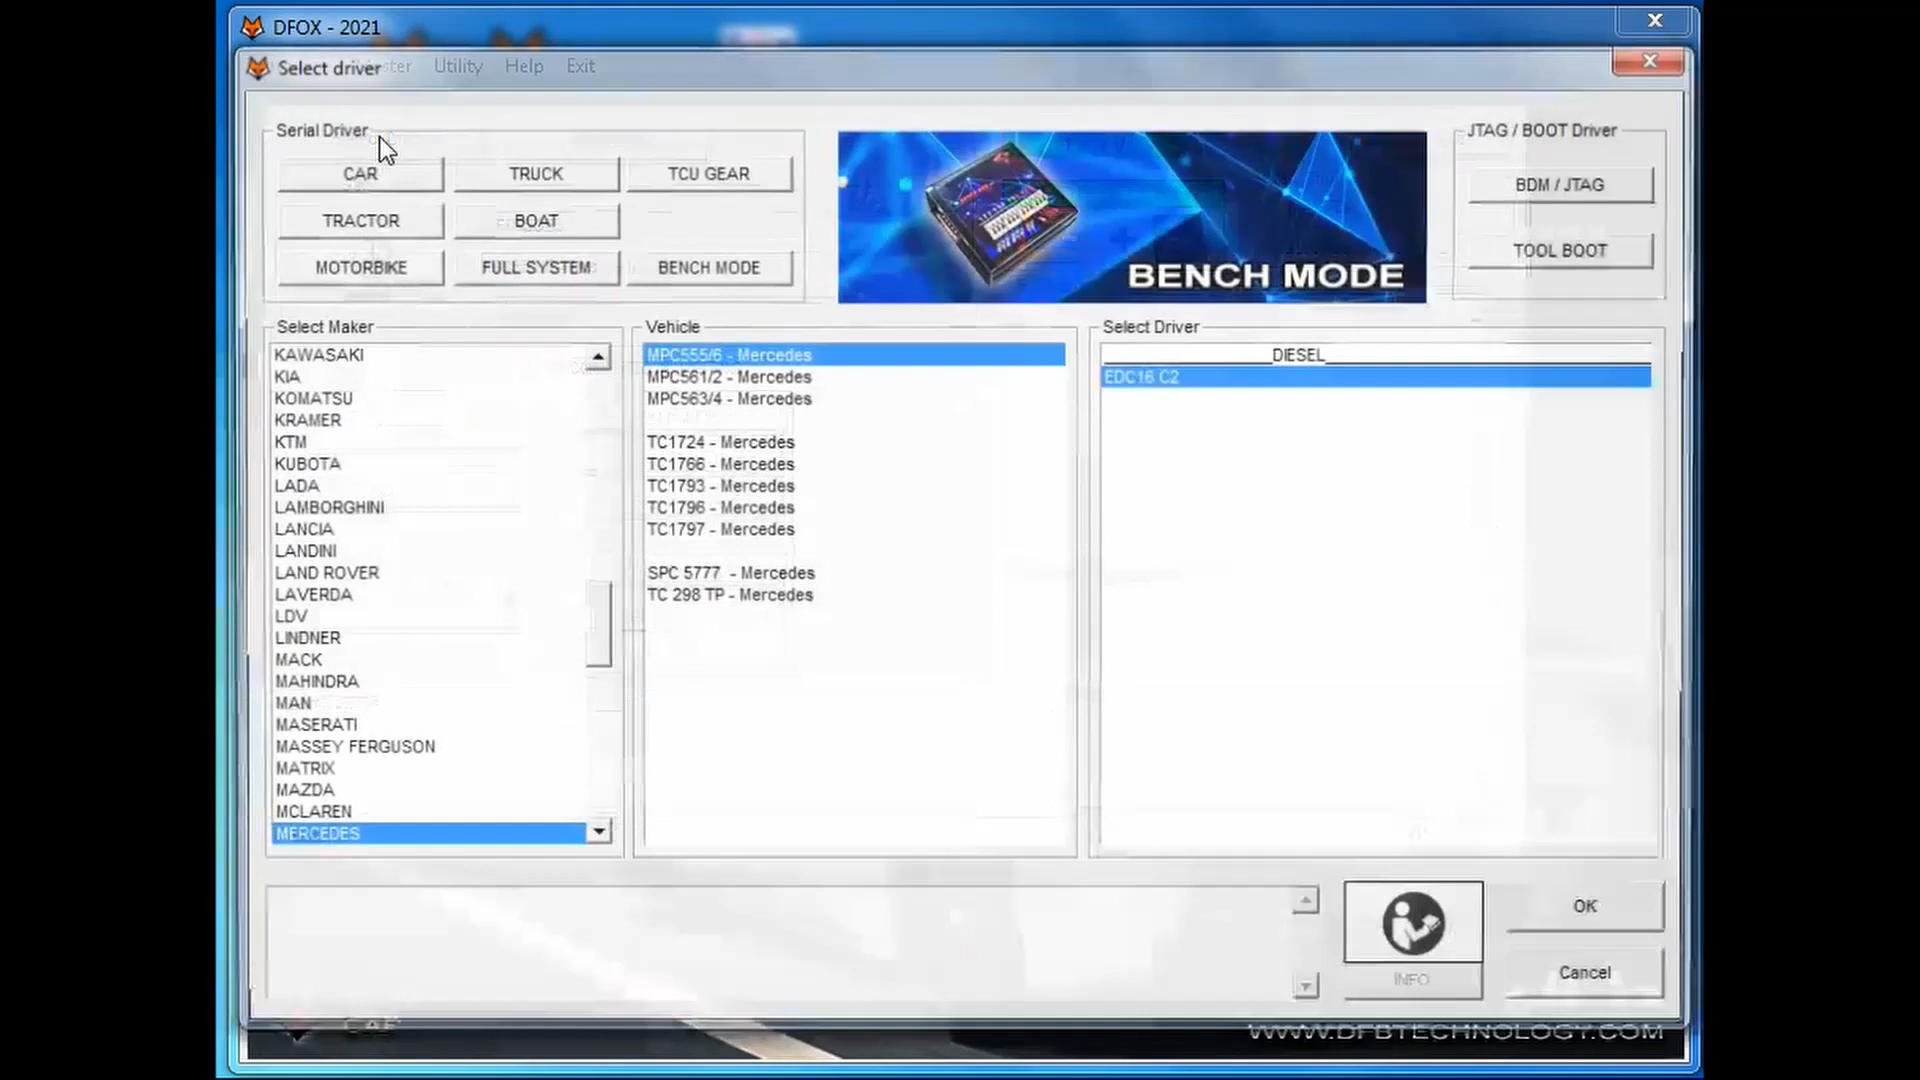 DFOX - 2021
Select driver
Utility Help Exit
Serial Driver
CAR TRUCK TCU GEAR
TRACTOR BOAT
MOTORBIKE FULL SYSTEM BENCH MODE
BENCH MODE
JTAG / BOOT Driver
BDM / JTAG
TOOL BOOT
Select Maker
KAWASAKI
KIA
KOMATSU
KRAMER
KTM
KUBOTA
LADA
LAMBORGHINI
LANCIA
LANDINI
LAND ROVER
LAVERDA
LDV
LINDNER
MACK
MAHINDRA
MAN
MASERATI
MASSEY FERGUSON
MATRIX
MAZDA
MCLAREN
MERCEDES
Vehicle
MPC555/6 - Mercedes
MPC561/2 - Mercedes
MPC563/4 - Mercedes
TC1724 - Mercedes
TC1766 - Mercedes
TC1793 - Mercedes
TC1796 - Mercedes
TC1797 - Mercedes
SPC 5777 - Mercedes
TC 298 TP - Mercedes
Select Driver
DIESEL
EDC16 C2
INFO
OK
Cancel
WWW.DFBTECHNOLOGY.COM